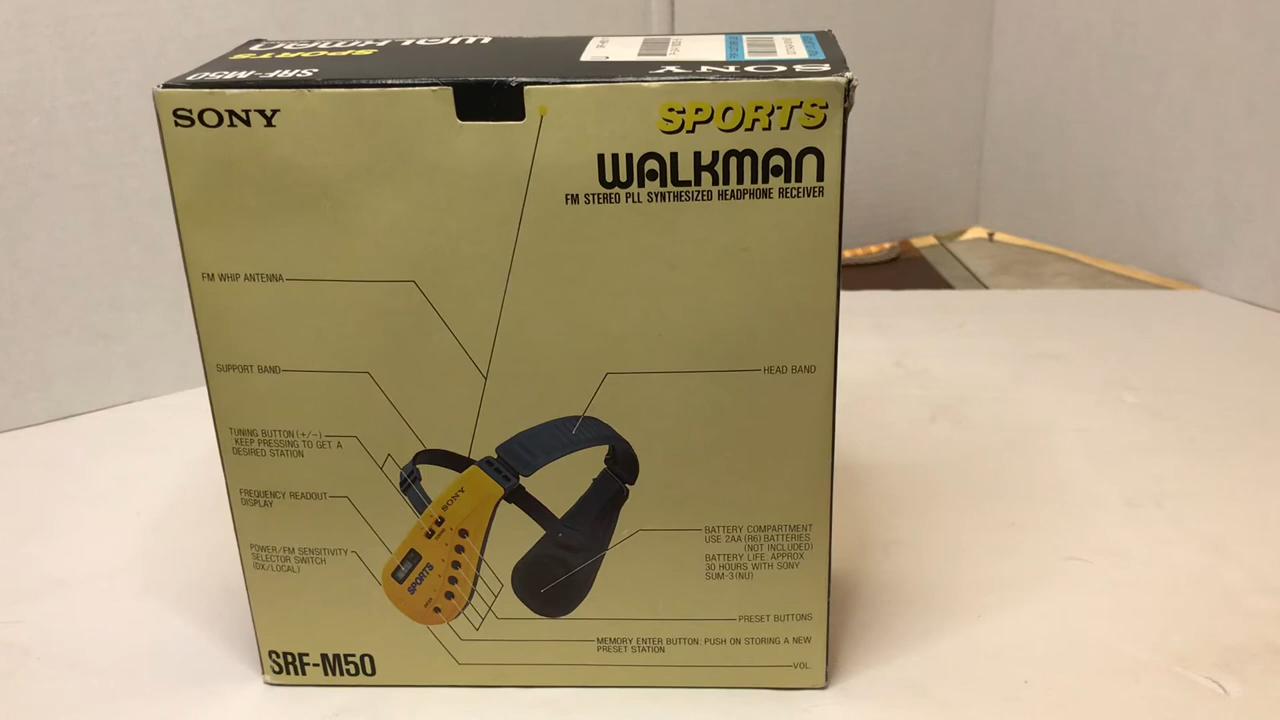 WALKMAN
SPORTS
SRF-M50
SONY
SONY
SPORTS
WALKMAN
FM STEREO PLL SYNTHESIZED HEADPHONE RECEIVER
FM WHIP ANTENNA
SUPPORT BAND
HEAD BAND
TUNING BUTTON (+/−)
KEEP PRESSING TO GET A
DESIRED STATION
FREQUENCY READOUT
DISPLAY
POWER/FM SENSITIVITY
SELECTOR SWITCH
(DX/LOCAL)
SONY
SPORTS
BATTERY COMPARTMENT
USE 2AA (R6) BATTERIES
(NOT INCLUDED)
BATTERY LIFE. APPROX
30 HOURS WITH SONY
SUM-3 (NU)
PRESET BUTTONS
MEMORY ENTER BUTTON: PUSH ON STORING A NEW
PRESET STATION
VOL.
SRF-M50